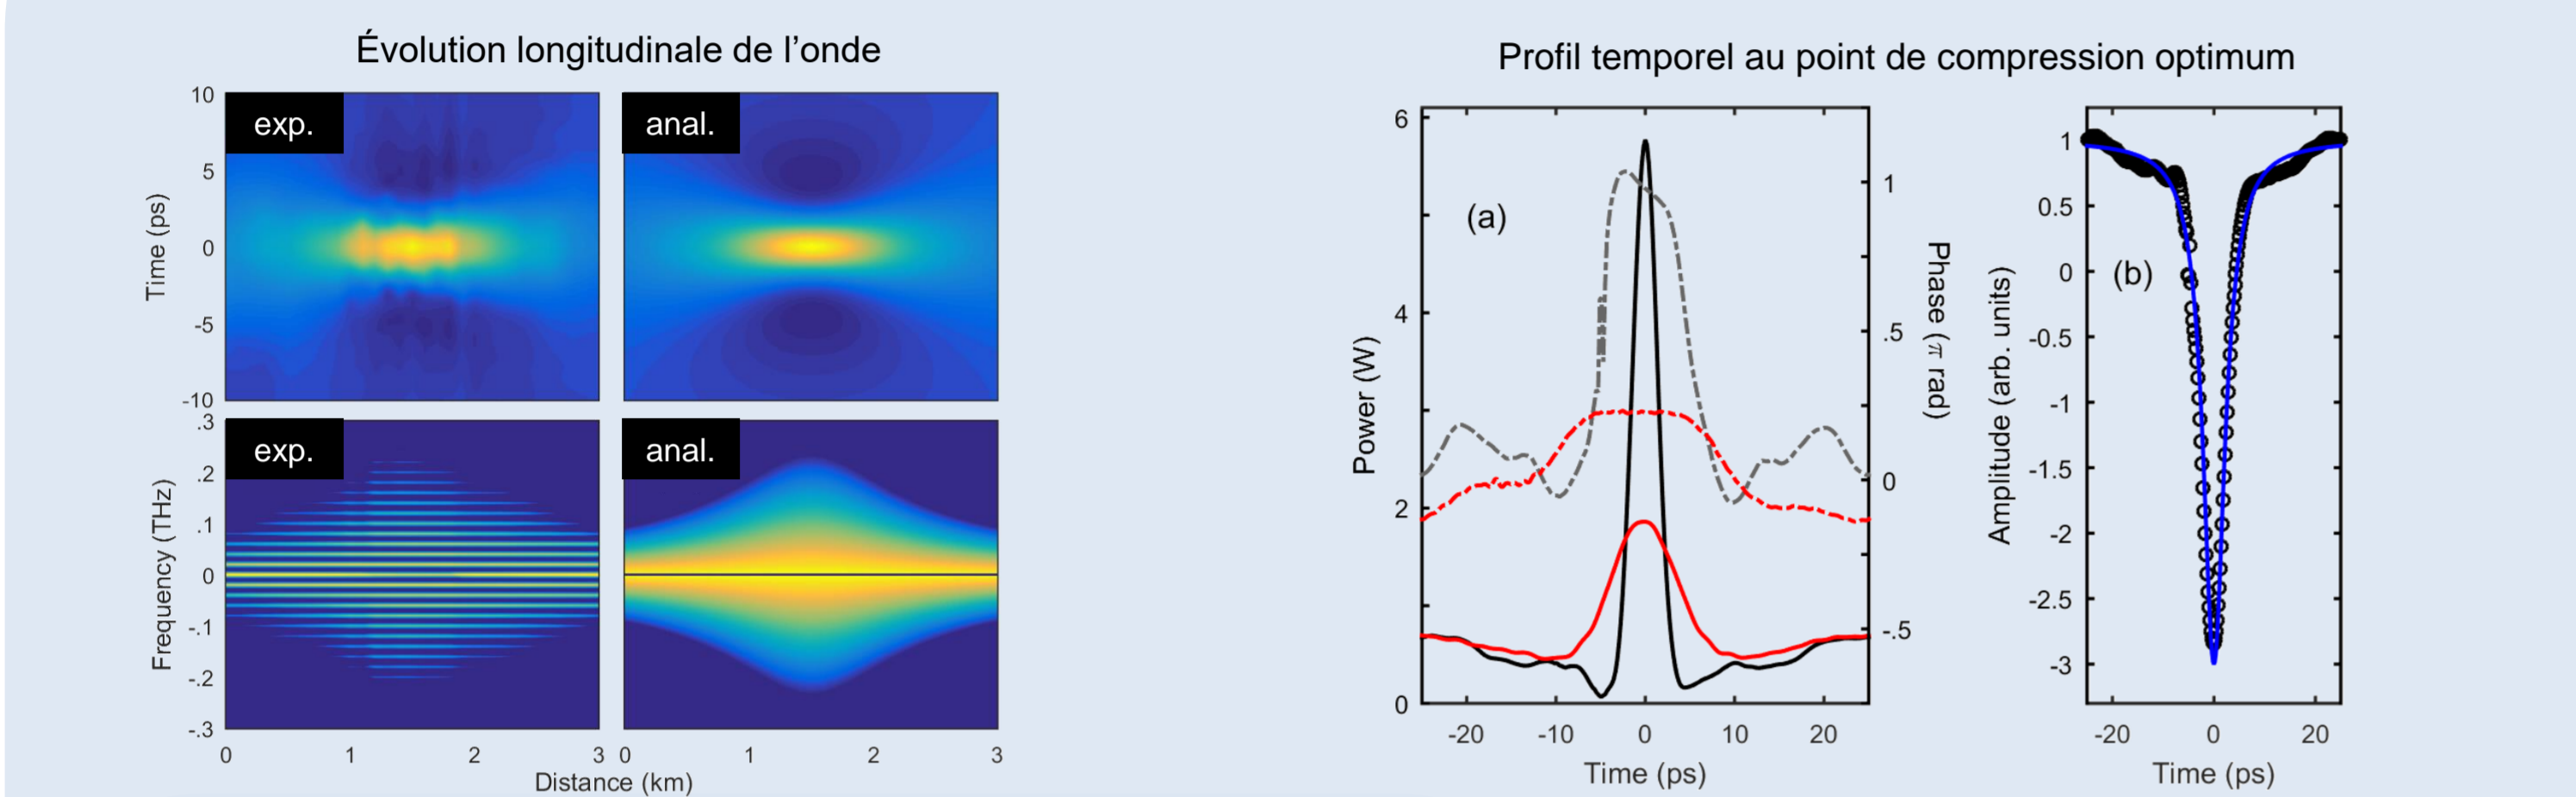 Évolution longitudinale de l’onde
exp.
anal.
10
5
0
-5
-10
Time (ps)
exp.
anal.
.3
.2
.1
0
-.1
-.2
-.3
Frequency (THz)
0 1 2 3
0 1 2 3
Distance (km)
Profil temporel au point de compression optimum
(a)
6
4
2
0
Power (W)
1
.5
0
-.5
Phase (π rad)
-20 -10 0 10 20
Time (ps)
(b)
1
0.5
0
-0.5
-1
-1.5
-2
-2.5
-3
Amplitude (arb. units)
-20 0 20
Time (ps)